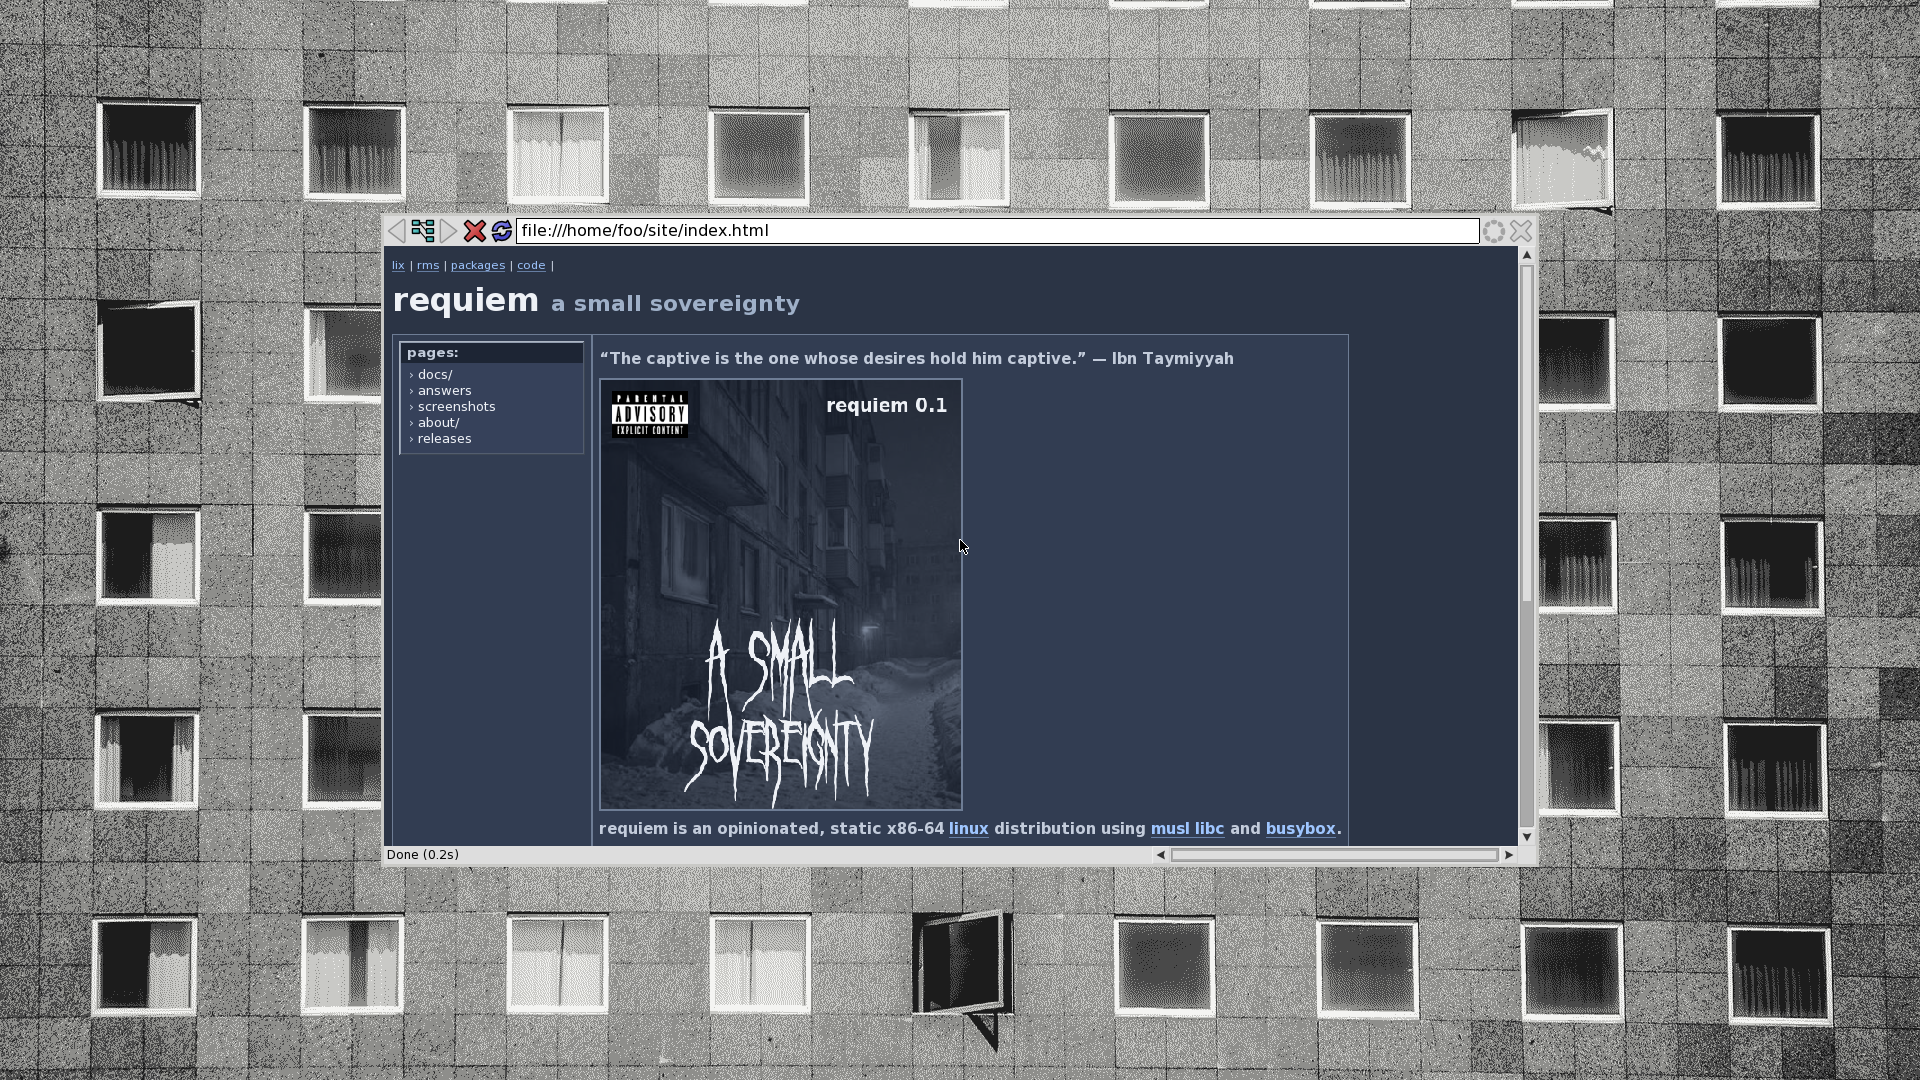 file:///home/foo/site/index.html
lix | rms | packages | code |
requiem a small sovereignty
pages:
› docs/
› answers
› screenshots
› about/
› releases
“The captive is the one whose desires hold him captive.” — Ibn Taymiyyah
PARENTAL
ADVISORY
EXPLICIT CONTENT
requiem 0.1
A SMALL
SOVEREIGNTY
requiem is an opinionated, static x86-64 linux distribution using musl libc and busybox.
Done (0.2s)